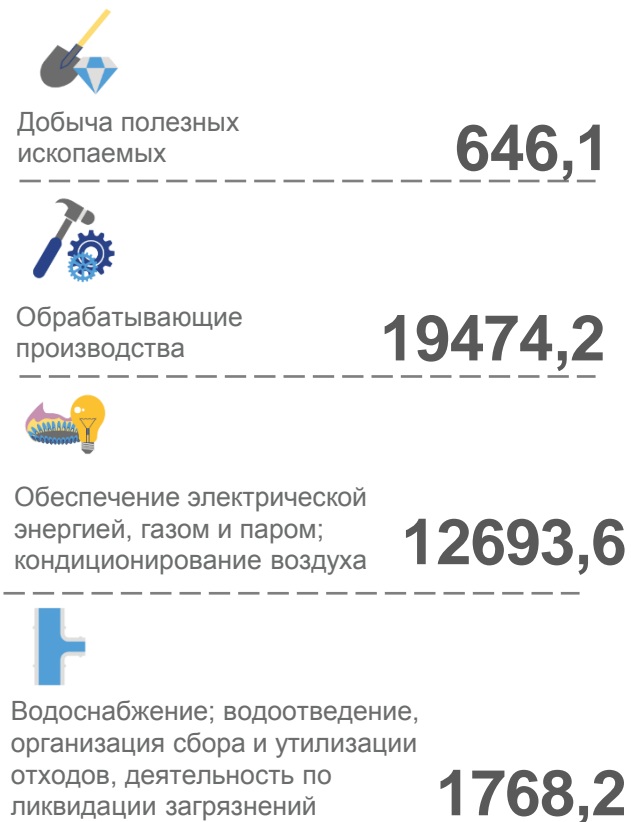 Добыча полезных
ископаемых
646,1
Обрабатывающие
производства
19474,2
Обеспечение электрической
энергией, газом и паром;
кондиционирование воздуха
12693,6
Водоснабжение; водоотведение,
организация сбора и утилизации
отходов, деятельность по
ликвидации загрязнений
1768,2